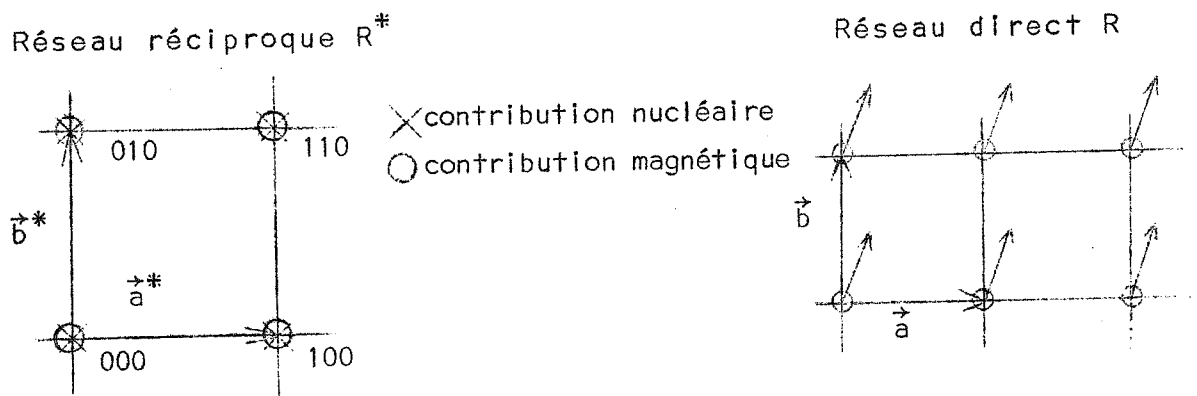 Réseau réciproque R*
Réseau direct R
contribution nucléaire
contribution magnétique
010
110
b*
a*
000
100
b
a